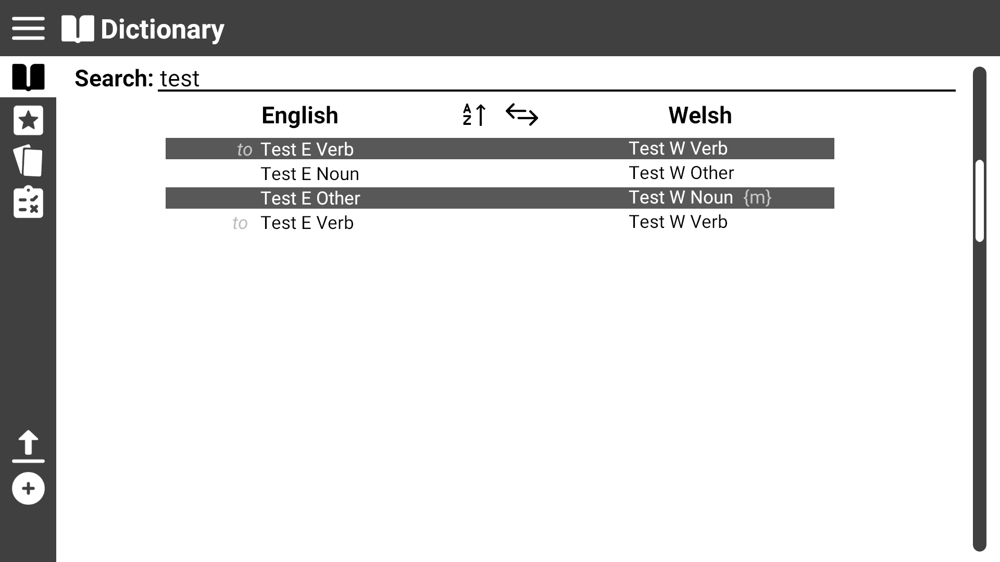 Dictionary
Search: test
English A Z Welsh
to Test E Verb Test W Verb
Test E Noun Test W Other
Test E Other Test W Noun {m}
to Test E Verb Test W Verb